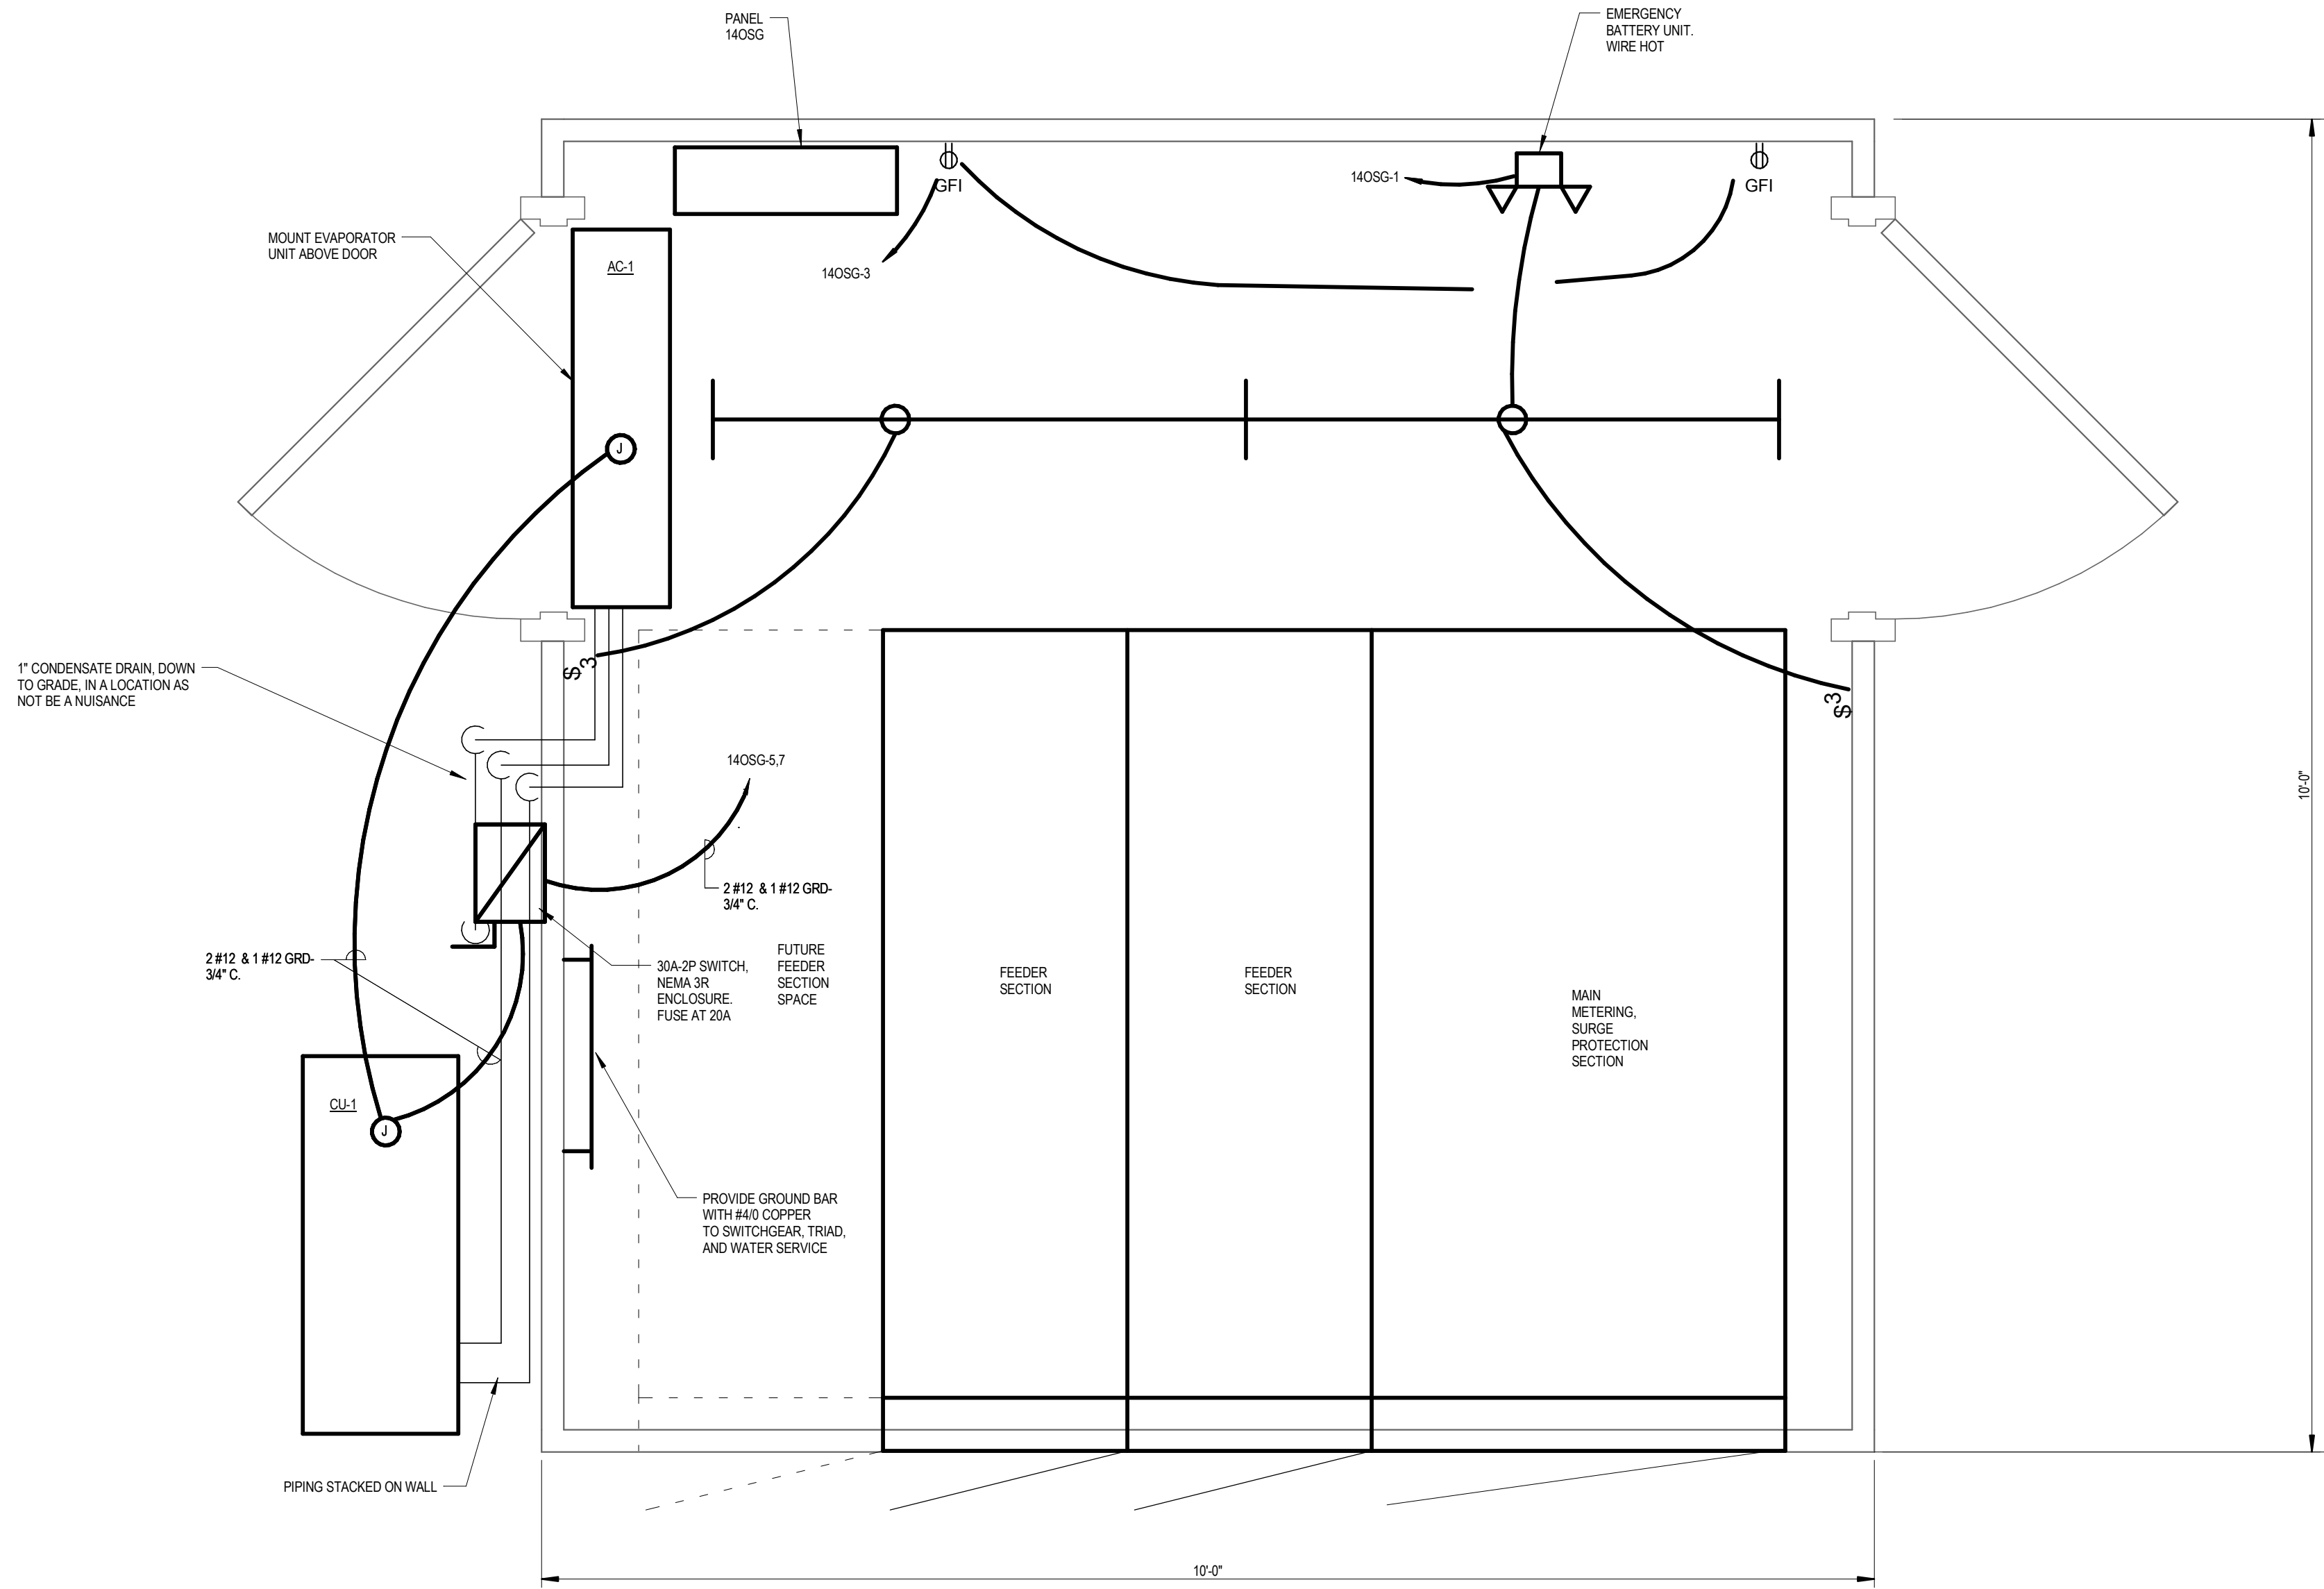 PANEL
14OSG
EMERGENCY
BATTERY UNIT.
WIRE HOT
GFI
14OSG-1
GFI
MOUNT EVAPORATOR
UNIT ABOVE DOOR
AC-1
14OSG-3
J
$3
$3
1" CONDENSATE DRAIN, DOWN
TO GRADE, IN A LOCATION AS
NOT BE A NUISANCE
14OSG-5,7
10'-0"
2 #12 & 1 #12 GRD-
3/4" C.
2 #12 & 1 #12 GRD-
3/4" C.
30A-2P SWITCH,
NEMA 3R
ENCLOSURE.
FUSE AT 20A
FUTURE
FEEDER
SECTION
SPACE
FEEDER
SECTION
FEEDER
SECTION
MAIN
METERING,
SURGE
PROTECTION
SECTION
CU-1
J
PROVIDE GROUND BAR
WITH #4/0 COPPER
TO SWITCHGEAR, TRIAD,
AND WATER SERVICE
PIPING STACKED ON WALL
10'-0"